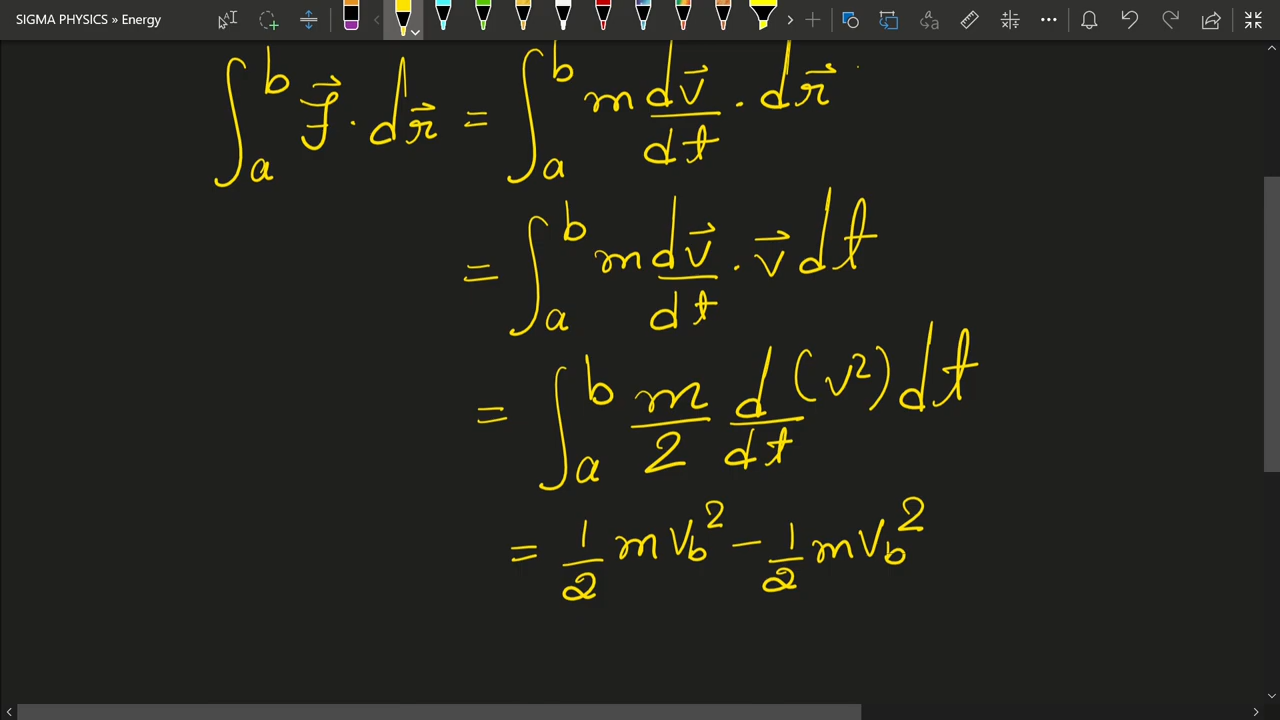 SIGMA PHYSICS » Energy
∫_a^b f⃗ · dr⃗ = ∫_a^b m dv⃗/dt · dr⃗
= ∫_a^b m dv⃗/dt · v⃗ dt
= ∫_a^b m/2 d/dt (v²) dt
= 1/2 m v_b² − 1/2 m v_b²